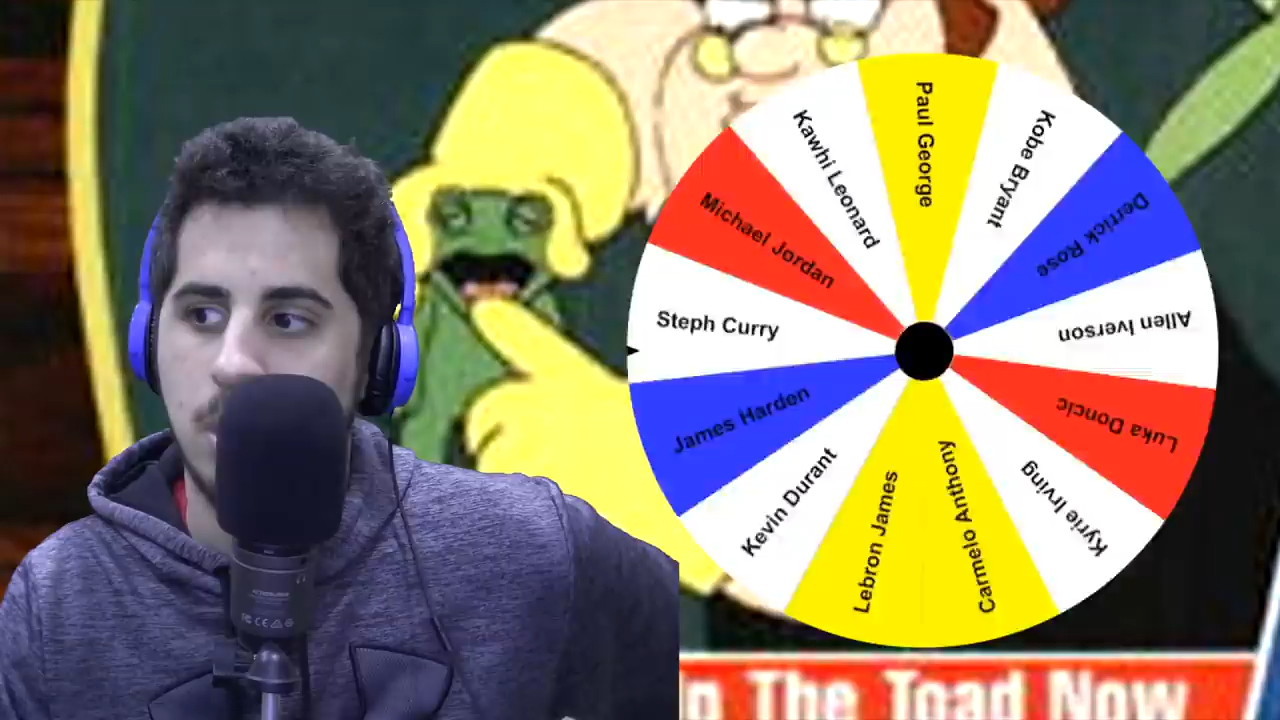 Paul George
Kobe Bryant
Derrick Rose
Allen Iverson
Luka Doncic
Kyrie Irving
Carmelo Anthony
Lebron James
Kevin Durant
James Harden
Steph Curry
Michael Jordan
Kawhi Leonard
The Toad Now